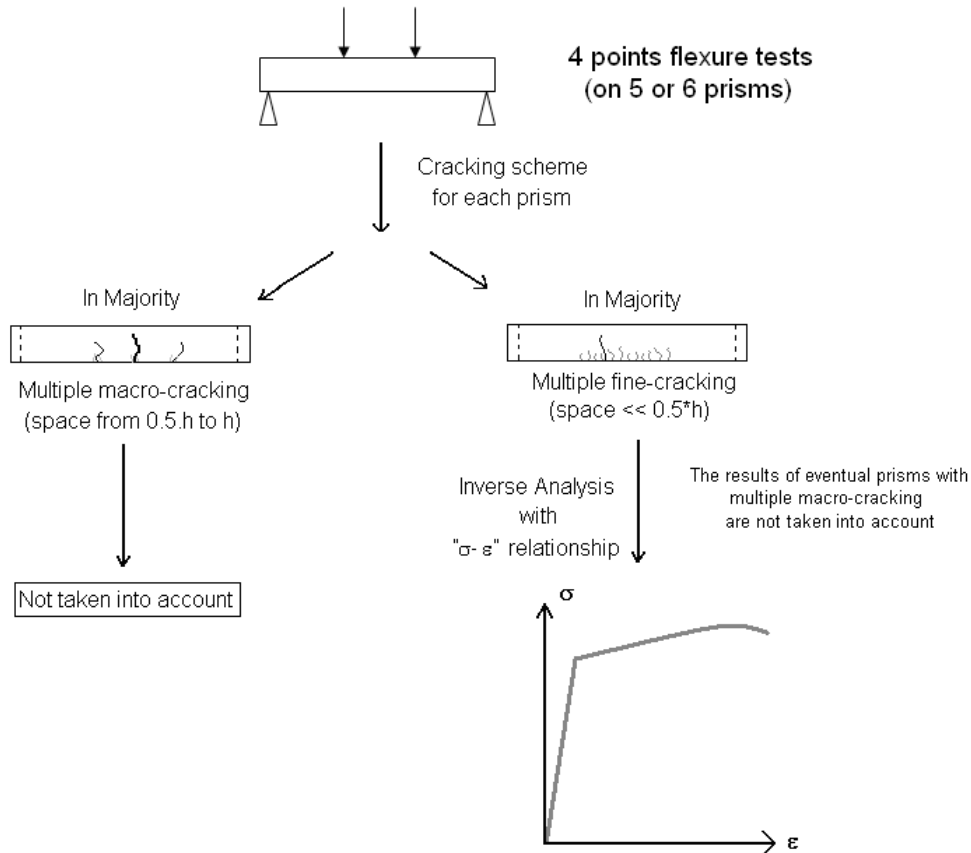 4 points flexure tests
(on 5 or 6 prisms)
Cracking scheme
for each prism
In Majority
Multiple macro-cracking
(space from 0.5.h to h)
Not taken into account
In Majority
Multiple fine-cracking
(space << 0.5*h)
Inverse Analysis
with
"σ- ε" relationship
The results of eventual prisms with
multiple macro-cracking
are not taken into account
σ
ε